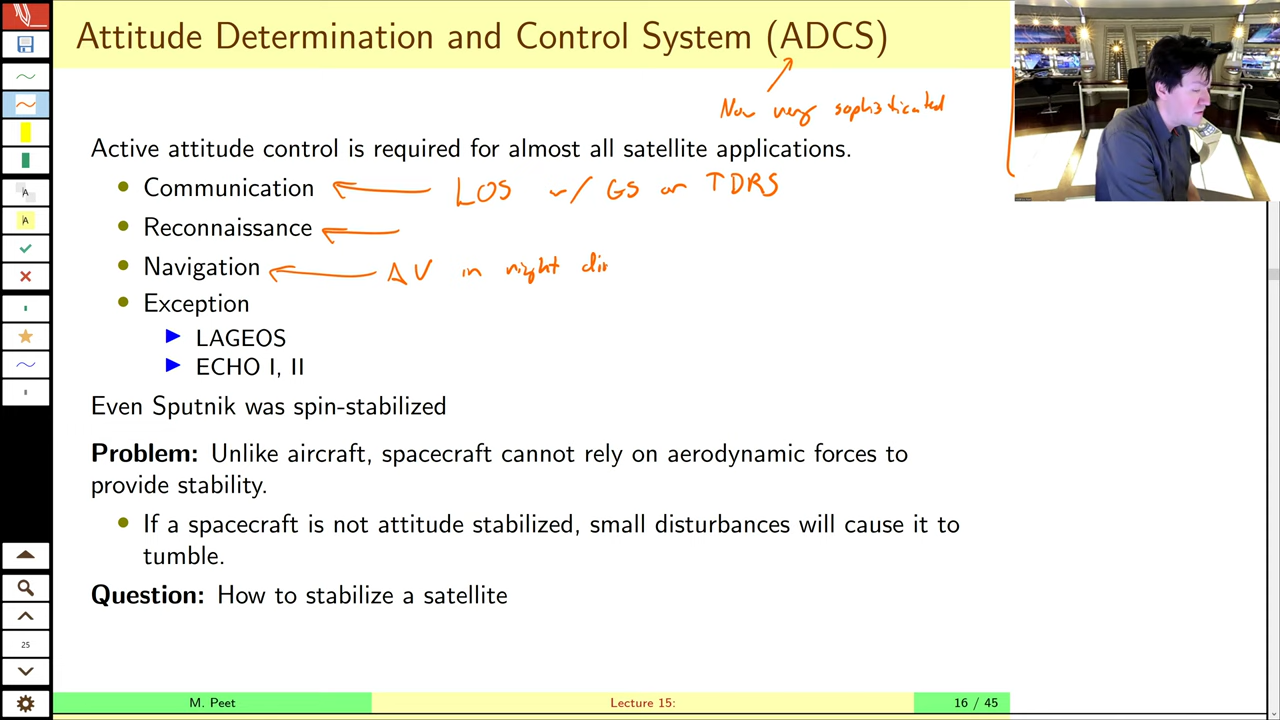 Attitude Determination and Control System (ADCS)
Now very sophisticated
Active attitude control is required for almost all satellite applications.
• Communication LOS w/ GS or TDRS
• Reconnaissance
• Navigation ΔV in right dir
• Exception
▶ LAGEOS
▶ ECHO I, II
Even Sputnik was spin-stabilized
Problem: Unlike aircraft, spacecraft cannot rely on aerodynamic forces to
provide stability.
• If a spacecraft is not attitude stabilized, small disturbances will cause it to
tumble.
Question: How to stabilize a satellite
25
M. Peet Lecture 15: 16 / 45